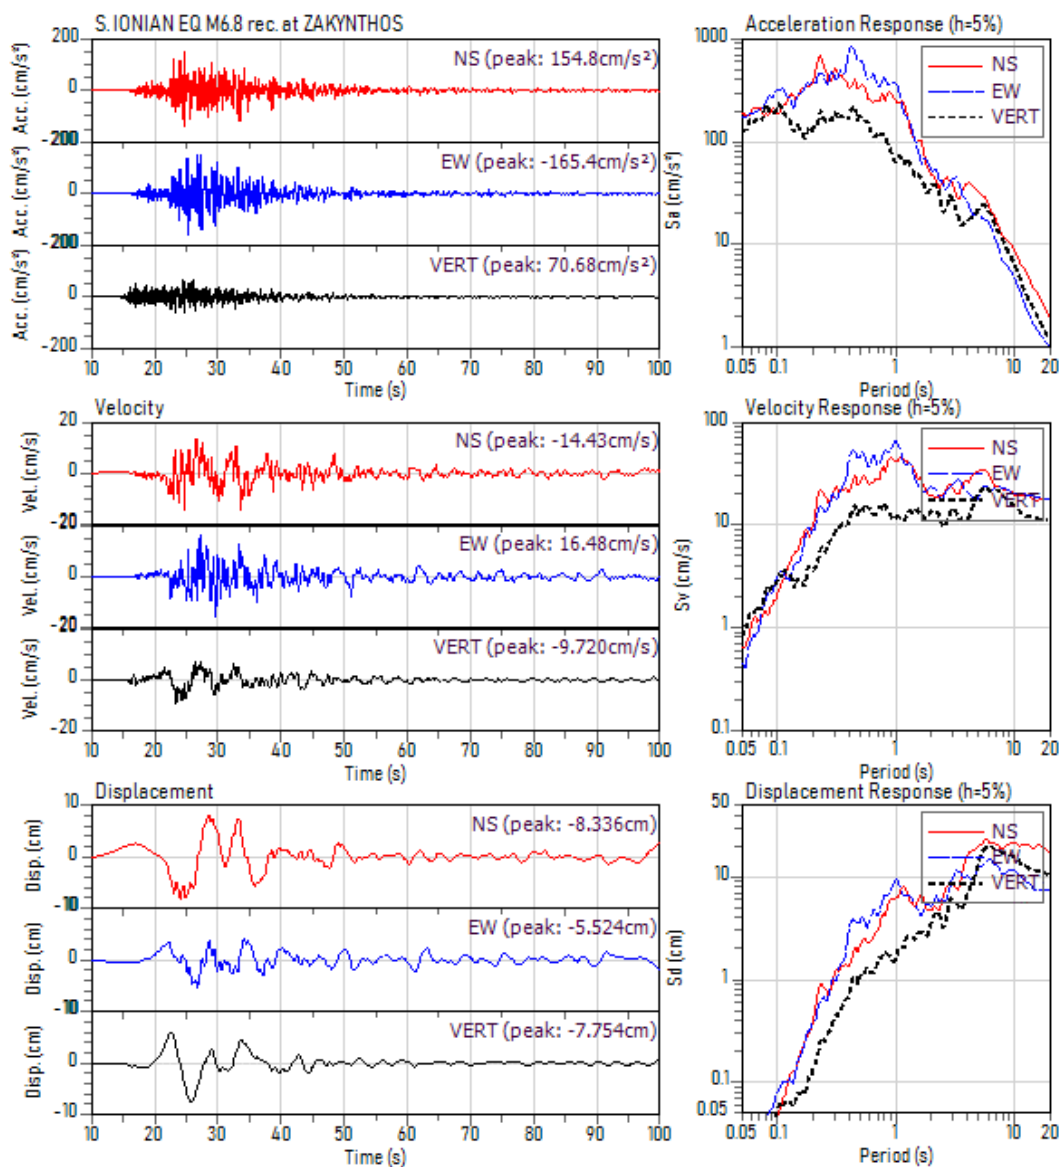 S. IONIAN EQ M6.8 rec. at ZAKYNTHOS
Acc. (cm/s²)
200
0
-200
NS (peak: 154.8cm/s²)
Acc. (cm/s²)
0
-200
EW (peak: -165.4cm/s²)
Acc. (cm/s²)
200
0
-200
VERT (peak: 70.68cm/s²)
10 20 30 40 50 60 70 80 90 100
Time (s)
Acceleration Response (h=5%)
Sa (cm/s²)
1000
100
10
1
NS
EW
VERT
0.05 0.1 1 10 20
Period (s)
Velocity
Vel. (cm/s)
20
0
-20
NS (peak: -14.43cm/s)
Vel. (cm/s)
20
0
-20
EW (peak: 16.48cm/s)
Vel. (cm/s)
20
0
-20
VERT (peak: -9.720cm/s)
10 20 30 40 50 60 70 80 90 100
Time (s)
Velocity Response (h=5%)
Sv (cm/s)
100
10
1
0.1
NS
EW
VERT
0.05 0.1 1 10 20
Period (s)
Displacement
Disp. (cm)
10
0
-10
NS (peak: -8.336cm)
Disp. (cm)
10
0
-10
EW (peak: -5.524cm)
Disp. (cm)
10
0
-10
VERT (peak: -7.754cm)
10 20 30 40 50 60 70 80 90 100
Time (s)
Displacement Response (h=5%)
Sd (cm)
50
10
1
0.1
0.05
NS
EW
VERT
0.05 0.1 1 10 20
Period (s)